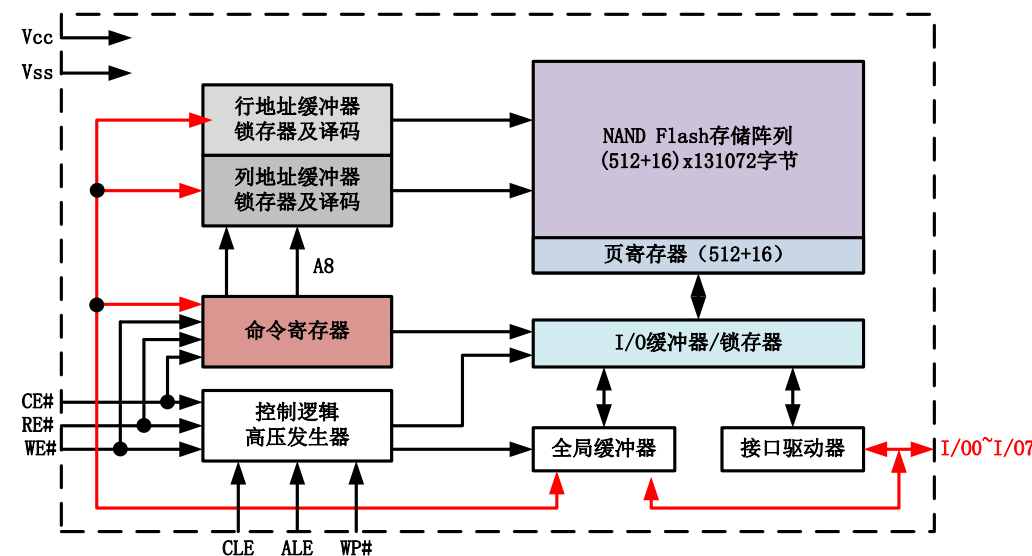 Vcc
Vss
行地址缓冲器
锁存器及译码
列地址缓冲器
锁存器及译码
NAND Flash存储阵列
(512+16)x131072字节
页寄存器（512+16）
A8
命令寄存器
I/O缓冲器/锁存器
CE#
RE#
WE#
控制逻辑
高压发生器
全局缓冲器
接口驱动器
I/O0~I/O7
CLE
ALE
WP#